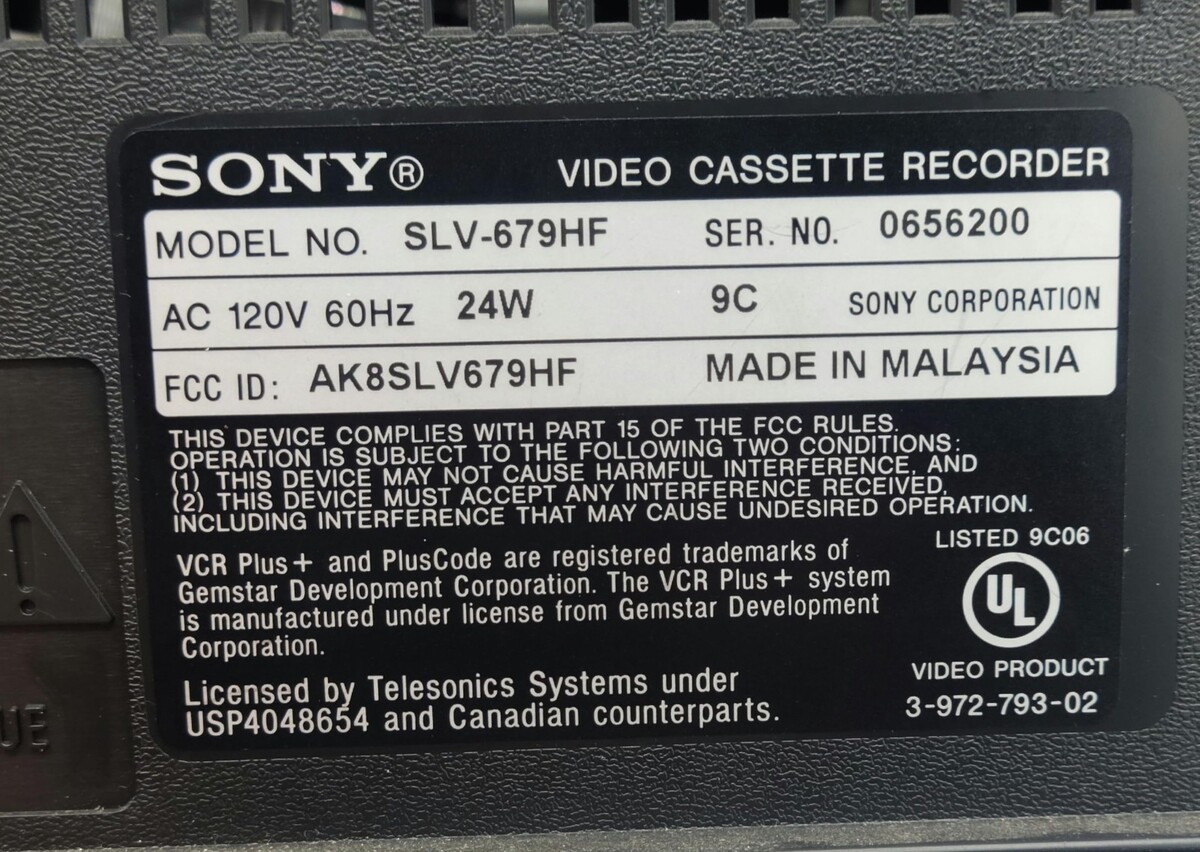 SONY® VIDEO CASSETTE RECORDER
MODEL NO. SLV-679HF SER. NO. 0656200
AC 120V 60Hz 24W 9C SONY CORPORATION
FCC ID: AK8SLV679HF MADE IN MALAYSIA
THIS DEVICE COMPLIES WITH PART 15 OF THE FCC RULES.
OPERATION IS SUBJECT TO THE FOLLOWING TWO CONDITIONS:
(1) THIS DEVICE MAY NOT CAUSE HARMFUL INTERFERENCE, AND
(2) THIS DEVICE MUST ACCEPT ANY INTERFERENCE RECEIVED,
INCLUDING INTERFERENCE THAT MAY CAUSE UNDESIRED OPERATION.
VCR Plus+ and PlusCode are registered trademarks of
Gemstar Development Corporation. The VCR Plus+ system
is manufactured under license from Gemstar Development
Corporation.
Licensed by Telesonics Systems under
USP4048654 and Canadian counterparts.
LISTED 9C06
UL
VIDEO PRODUCT
3-972-793-02
UE